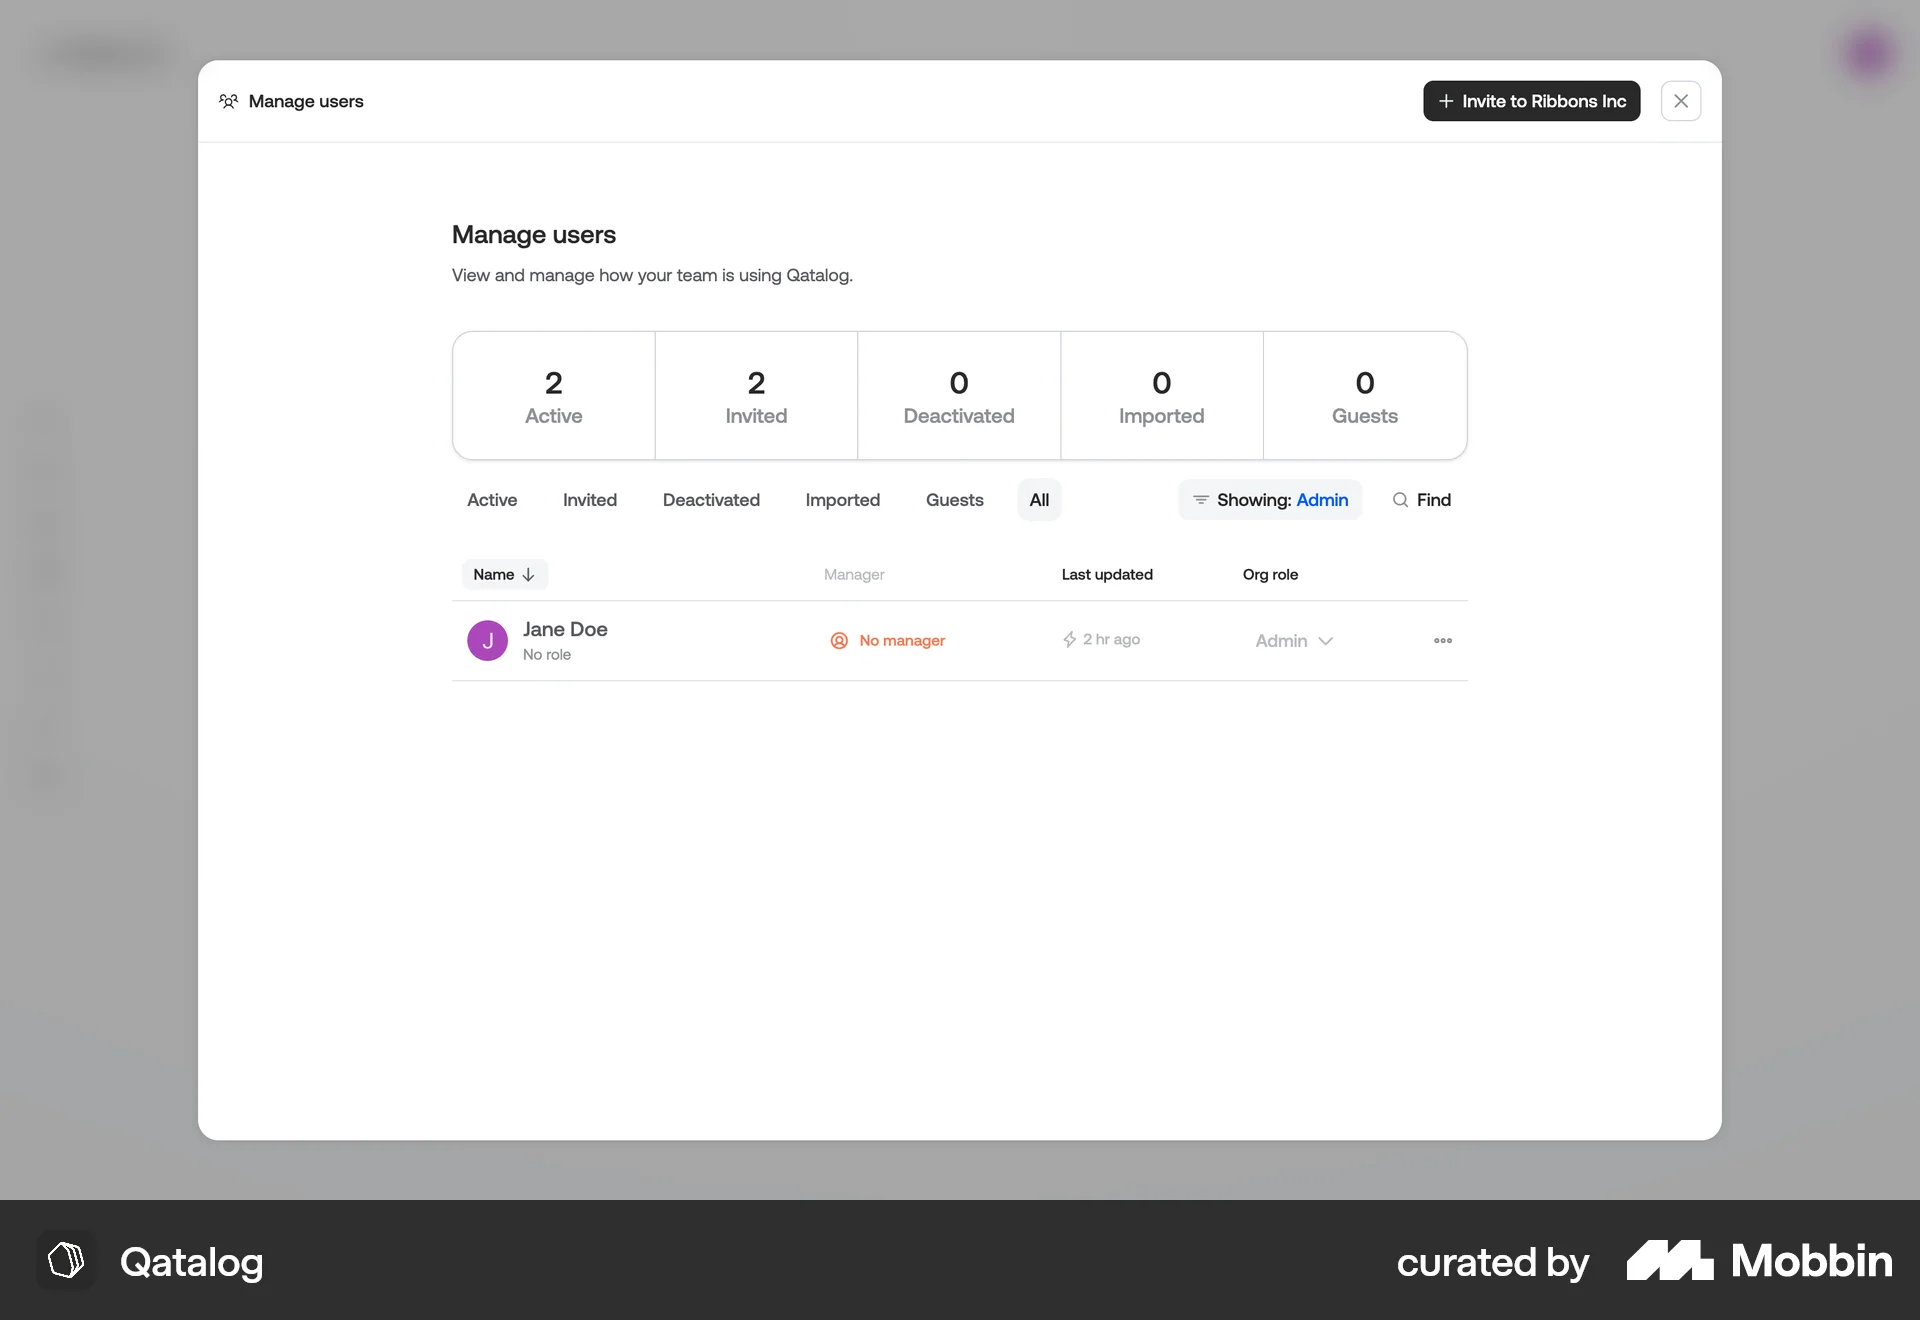 Manage users
Invite to Ribbons Inc
Manage users
View and manage how your team is using Qatalog.
2 2 0 0 0
Active Invited Deactivated Imported Guests
Active Invited Deactivated Imported Guests All Showing: Admin Find
Name Manager Last updated Org role
J Jane Doe
No role
No manager 2 hr ago Admin
Qatalog curated by Mobbin